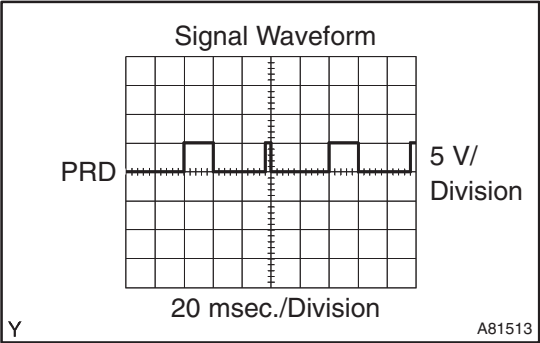 Signal Waveform
PRD
5 V/
Division
20 msec./Division
Y
A81513